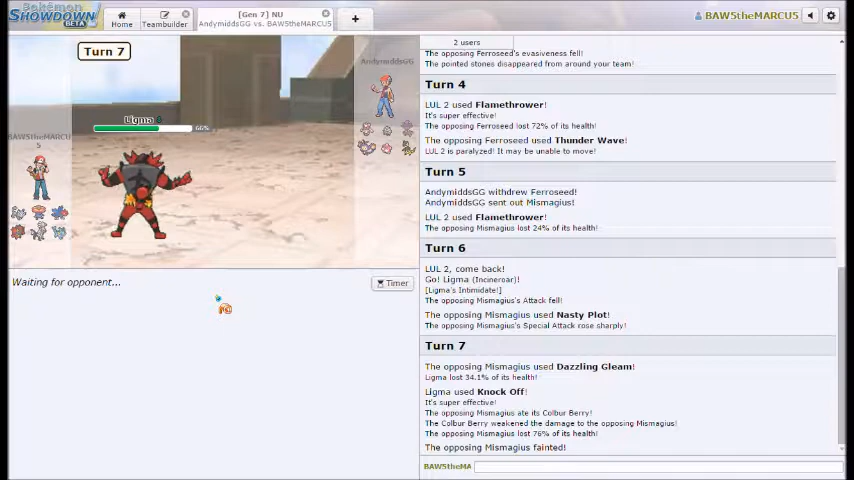 Pokémon
Showdown
BETA
Home
Teambuilder
[Gen 7] NU
AndymiddsGG vs. BAW5theMARCUS
+
BAW5theMARCUS
Turn 7
AndymiddsGG
Ligma
66%
BAW5theMARCU
S
Waiting for opponent...
Timer
2 users
The opposing Ferroseed's evasiveness fell!
The pointed stones disappeared from around your team!
Turn 4
LUL 2 used Flamethrower!
It's super effective!
The opposing Ferroseed lost 72% of its health!
The opposing Ferroseed used Thunder Wave!
LUL 2 is paralyzed! It may be unable to move!
Turn 5
AndymiddsGG withdrew Ferroseed!
AndymiddsGG sent out Mismagius!
LUL 2 used Flamethrower!
The opposing Mismagius lost 24% of its health!
Turn 6
LUL 2, come back!
Go! Ligma (Incineroar)!
[Ligma's Intimidate!]
The opposing Mismagius's Attack fell!
The opposing Mismagius used Nasty Plot!
The opposing Mismagius's Special Attack rose sharply!
Turn 7
The opposing Mismagius used Dazzling Gleam!
Ligma lost 34.1% of its health!
Ligma used Knock Off!
It's super effective!
The opposing Mismagius ate its Colbur Berry!
The Colbur Berry weakened the damage to the opposing Mismagius!
The opposing Mismagius lost 76% of its health!
The opposing Mismagius fainted!
BAW5theMA